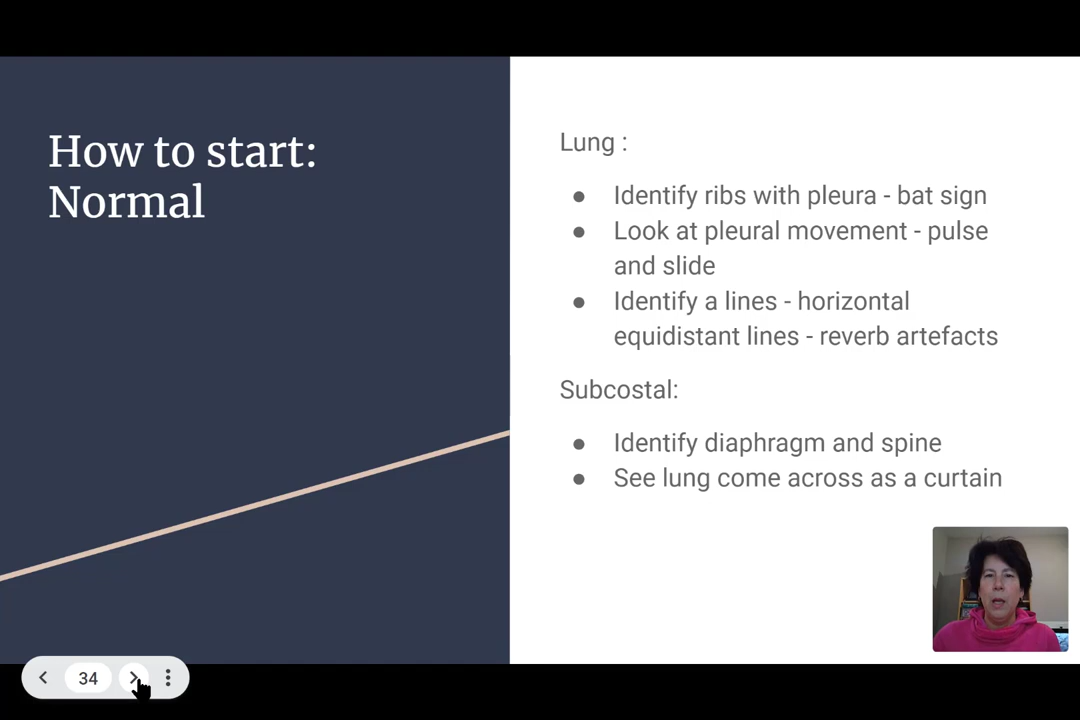 How to start:
Normal
Lung :
● Identify ribs with pleura - bat sign
● Look at pleural movement - pulse
and slide
● Identify a lines - horizontal
equidistant lines - reverb artefacts
Subcostal:
● Identify diaphragm and spine
● See lung come across as a curtain
34